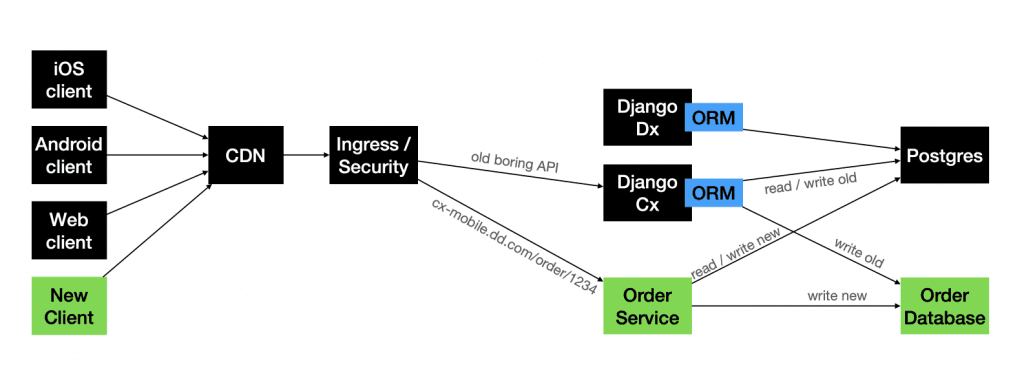 iOS
client
Android
client
Web
client
New
Client
CDN
Ingress /
Security
old boring API
cx-mobile.dd.com/order/1234
Django
Dx
ORM
Django
Cx
ORM
Order
Service
read / write old
read / write new
write old
write new
Postgres
Order
Database